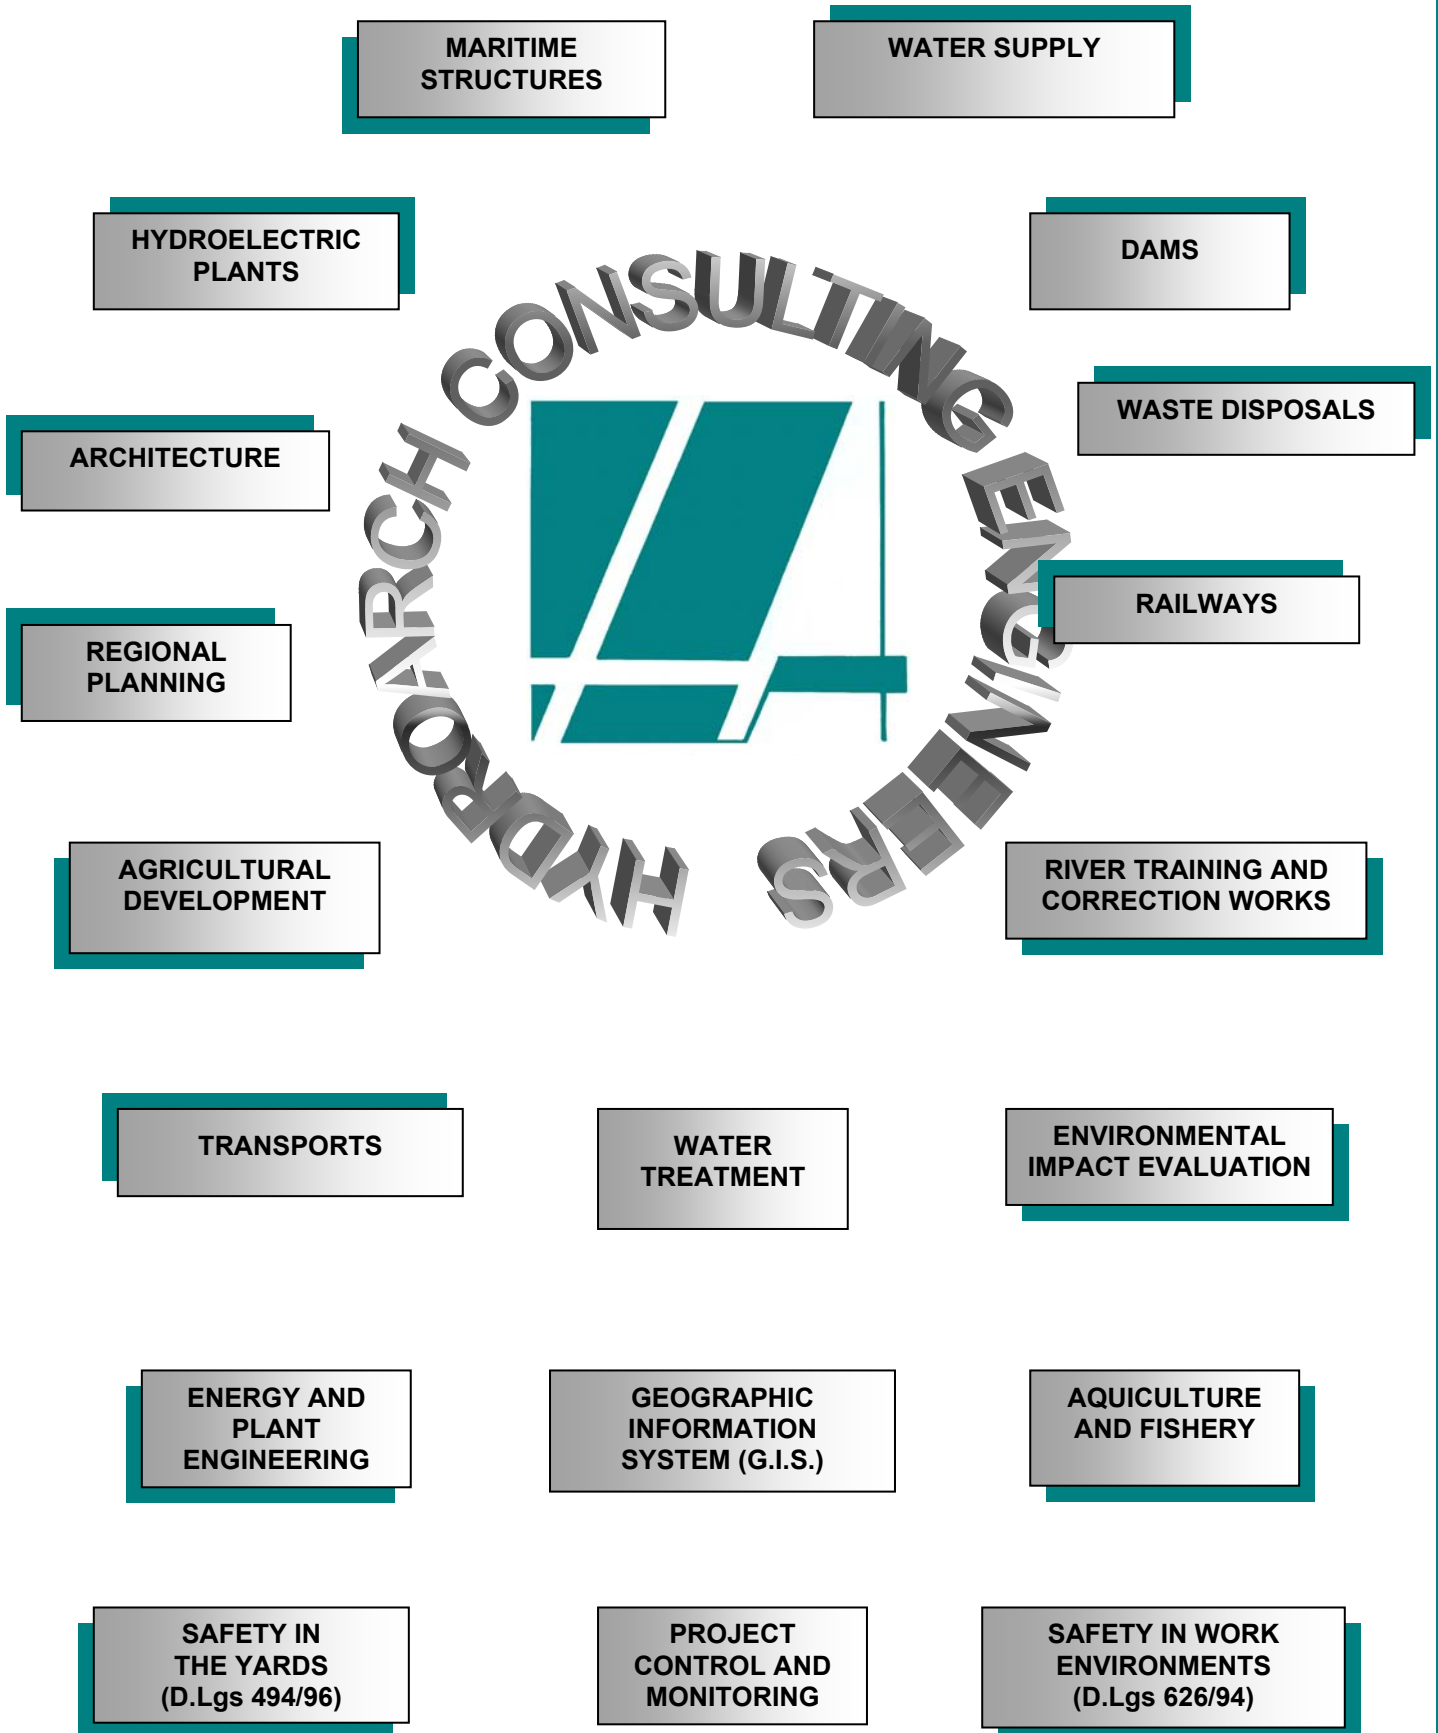 MARITIME
STRUCTURES
WATER SUPPLY
HYDROELECTRIC
PLANTS
DAMS
HYDROARCH CONSULTING ENGINEERS
WASTE DISPOSALS
ARCHITECTURE
RAILWAYS
REGIONAL
PLANNING
AGRICULTURAL
DEVELOPMENT
RIVER TRAINING AND
CORRECTION WORKS
TRANSPORTS
WATER
TREATMENT
ENVIRONMENTAL
IMPACT EVALUATION
ENERGY AND
PLANT
ENGINEERING
GEOGRAPHIC
INFORMATION
SYSTEM (G.I.S.)
AQUICULTURE
AND FISHERY
SAFETY IN
THE YARDS
(D.Lgs 494/96)
PROJECT
CONTROL AND
MONITORING
SAFETY IN WORK
ENVIRONMENTS
(D.Lgs 626/94)